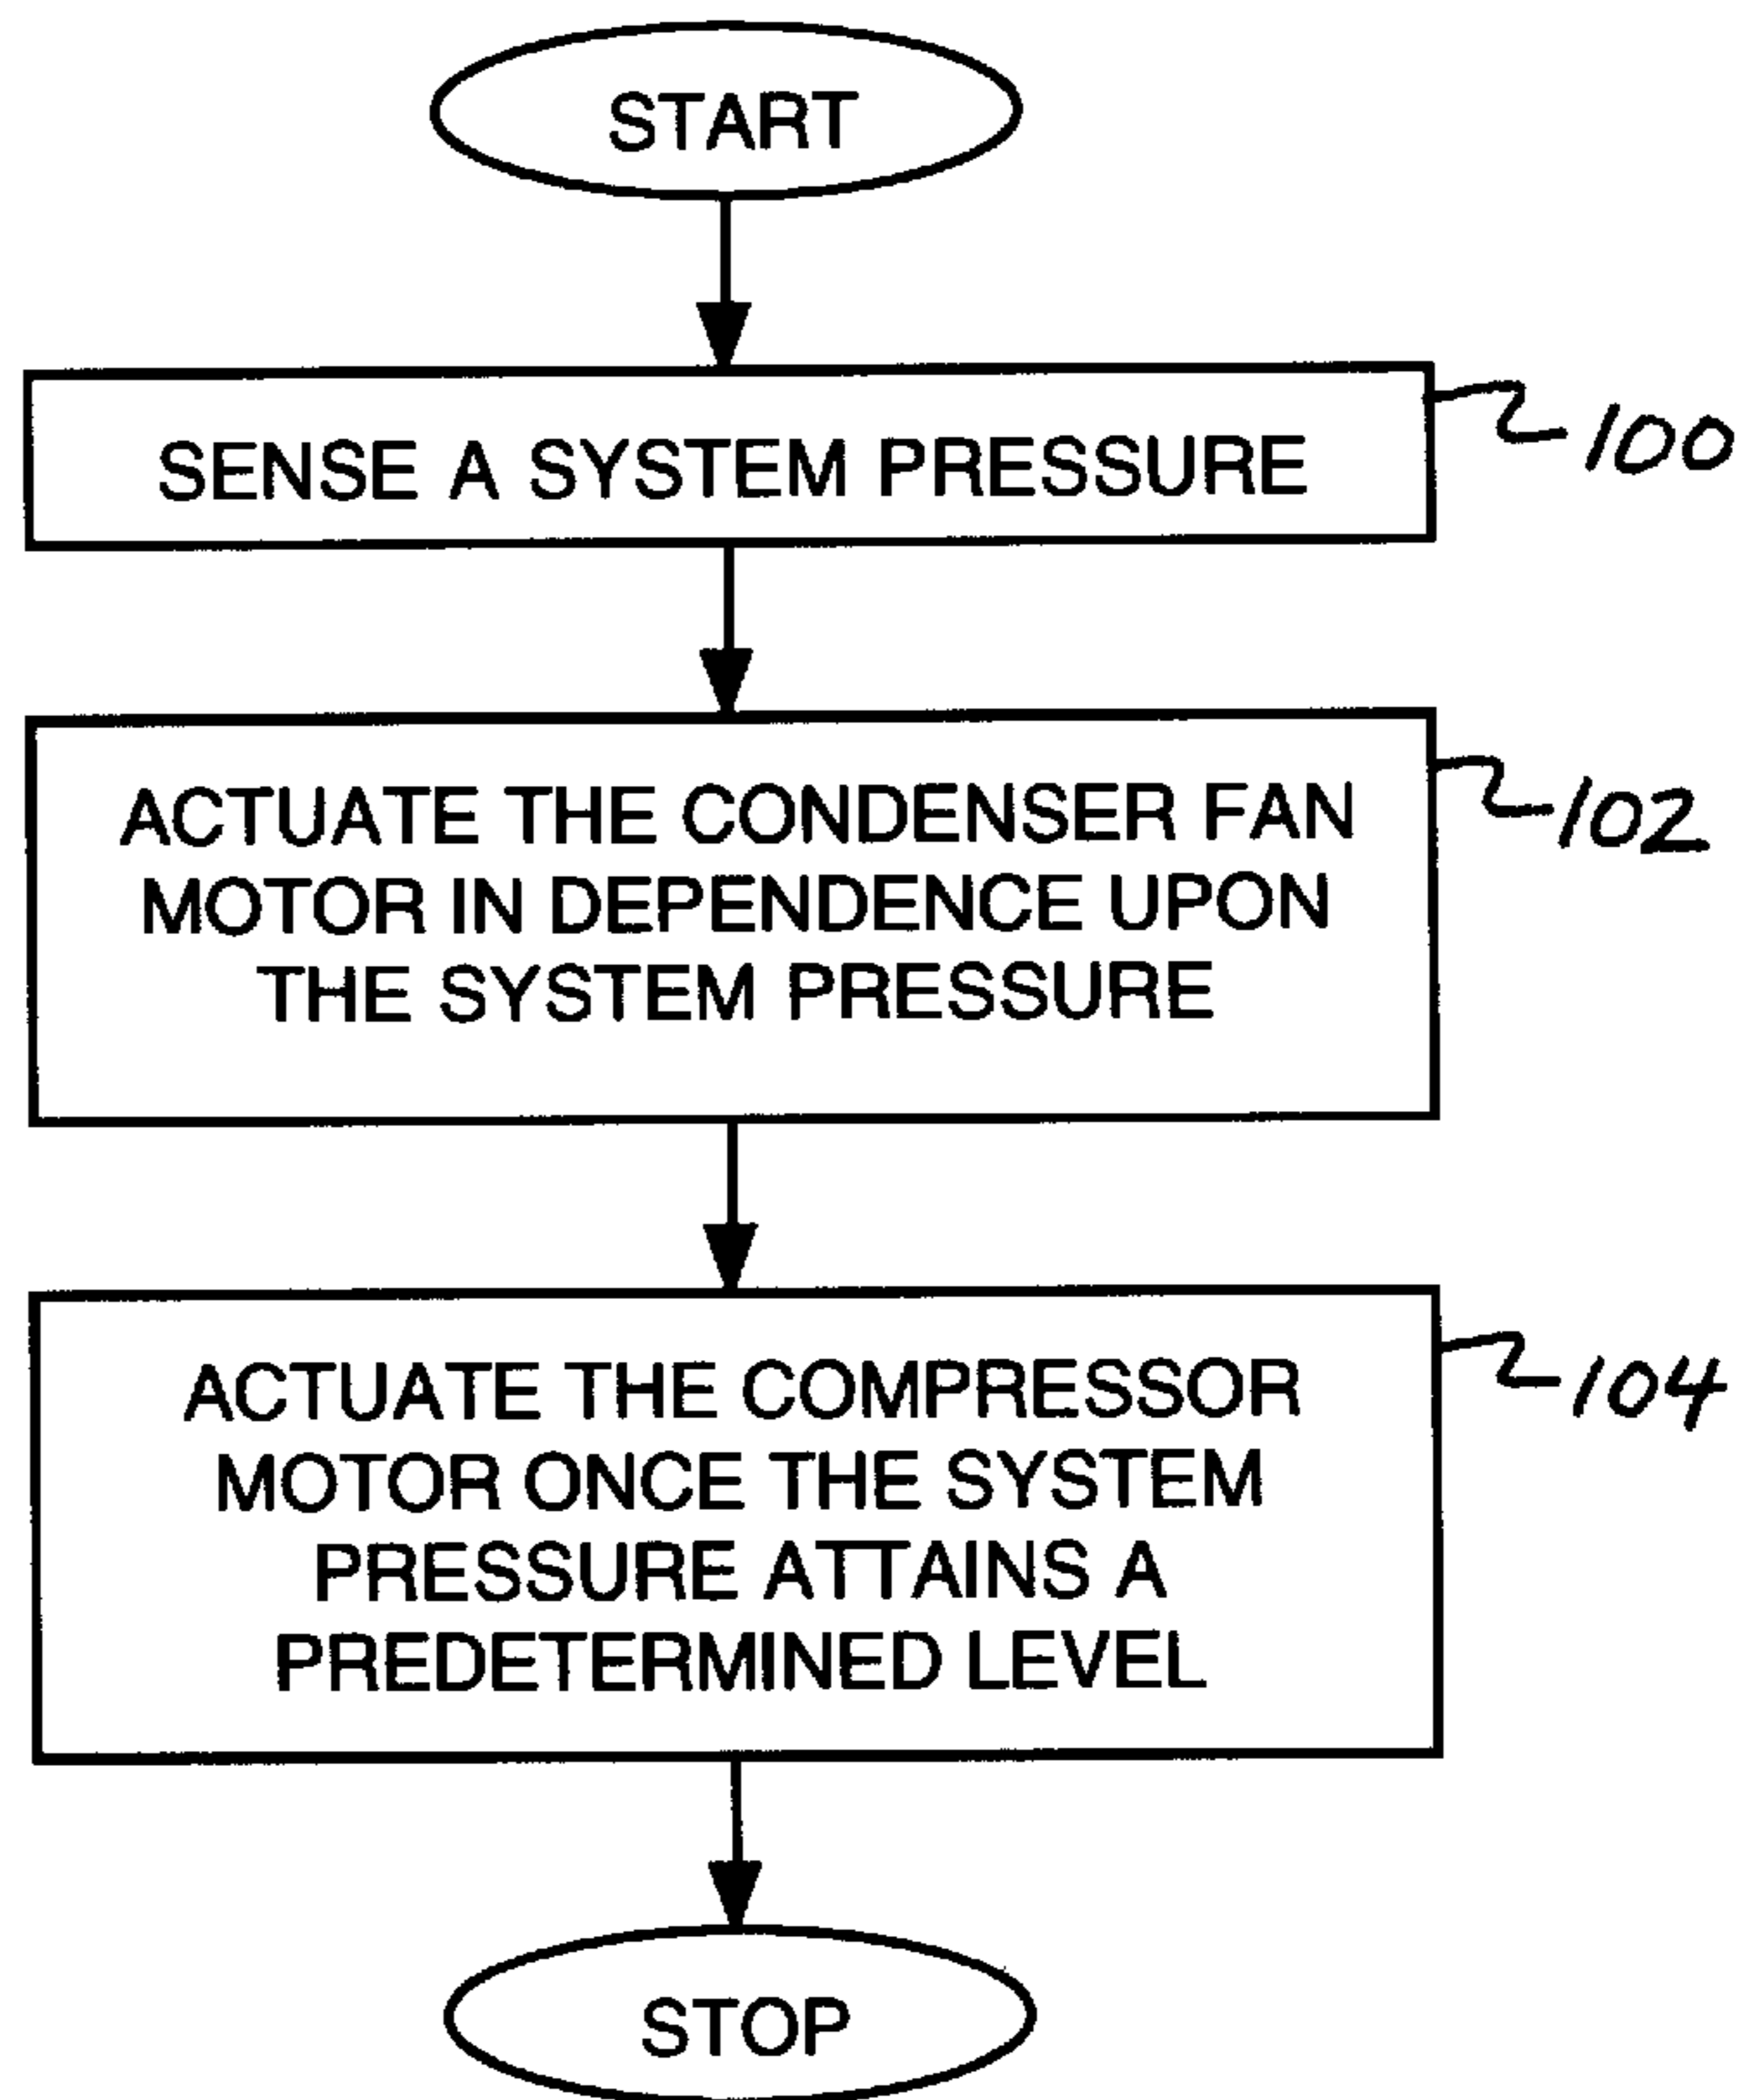 START
SENSE A SYSTEM PRESSURE
100
ACTUATE THE CONDENSER FAN
MOTOR IN DEPENDENCE UPON
THE SYSTEM PRESSURE
102
ACTUATE THE COMPRESSOR
MOTOR ONCE THE SYSTEM
PRESSURE ATTAINS A
PREDETERMINED LEVEL
104
STOP